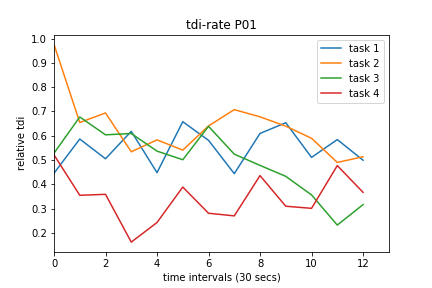 tdi-rate P01
1.0
0.9
0.8
0.7
0.6
0.5
0.4
0.3
0.2
relative tdi
task 1
task 2
task 3
task 4
0 2 4 6 8 10 12
time intervals (30 secs)